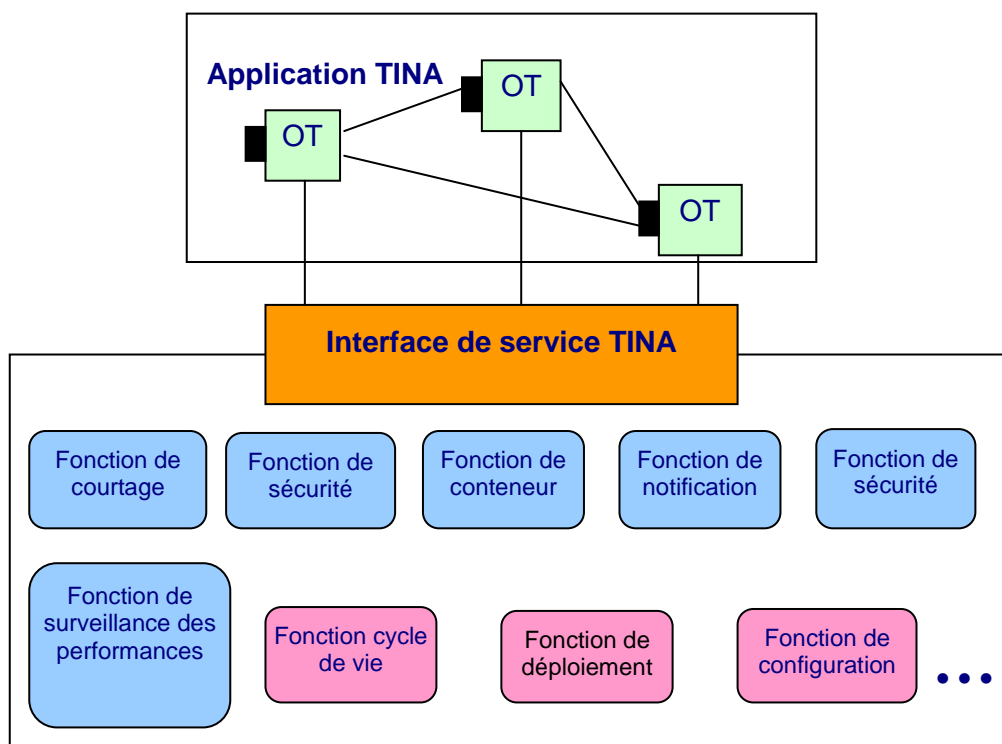 Application TINA
OT
OT
OT
Interface de service TINA
Fonction de
courtage
Fonction de
sécurité
Fonction de
conteneur
Fonction de
notification
Fonction de
sécurité
Fonction de
surveillance des
performances
Fonction cycle
de vie
Fonction de
déploiement
Fonction de
configuration
...